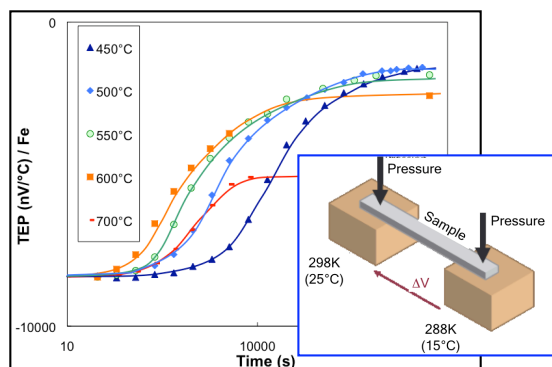 0
450°C
500°C
550°C
600°C
700°C
TEP (nV/°C) / Fe
-10000
10
10000
Time (s)
Pressure
Pressure
Sample
298K
(25°C)
ΔV
288K
(15°C)